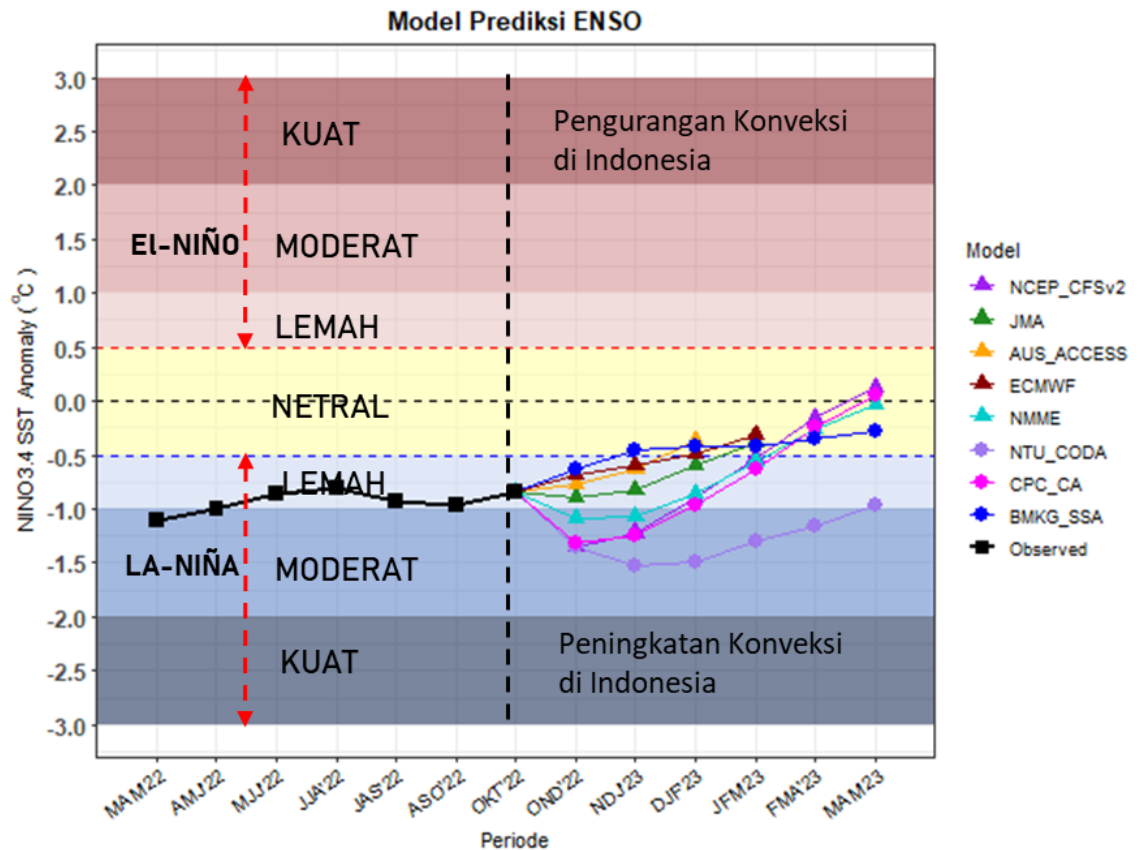 Model Prediksi ENSO
NINO3.4 SST Anomaly (°C )
3.0
2.5
2.0
1.5
1.0
0.5
0.0
-0.5
-1.0
-1.5
-2.0
-2.5
-3.0
KUAT
Pengurangan Konveksi
di Indonesia
El-NIÑO
MODERAT
LEMAH
NETRAL
LEMAH
LA-NIÑA
MODERAT
KUAT
Peningkatan Konveksi
di Indonesia
MAM'22
AMJ'22
MJJ'22
JJA'22
JAS'22
ASO'22
OKT'22
OND'22
NDJ'23
DJF'23
JFM'23
FMA'23
MAM'23
Periode
Model
NCEP_CFSv2
JMA
AUS_ACCESS
ECMWF
NMME
NTU_CODA
CPC_CA
BMKG_SSA
Observed